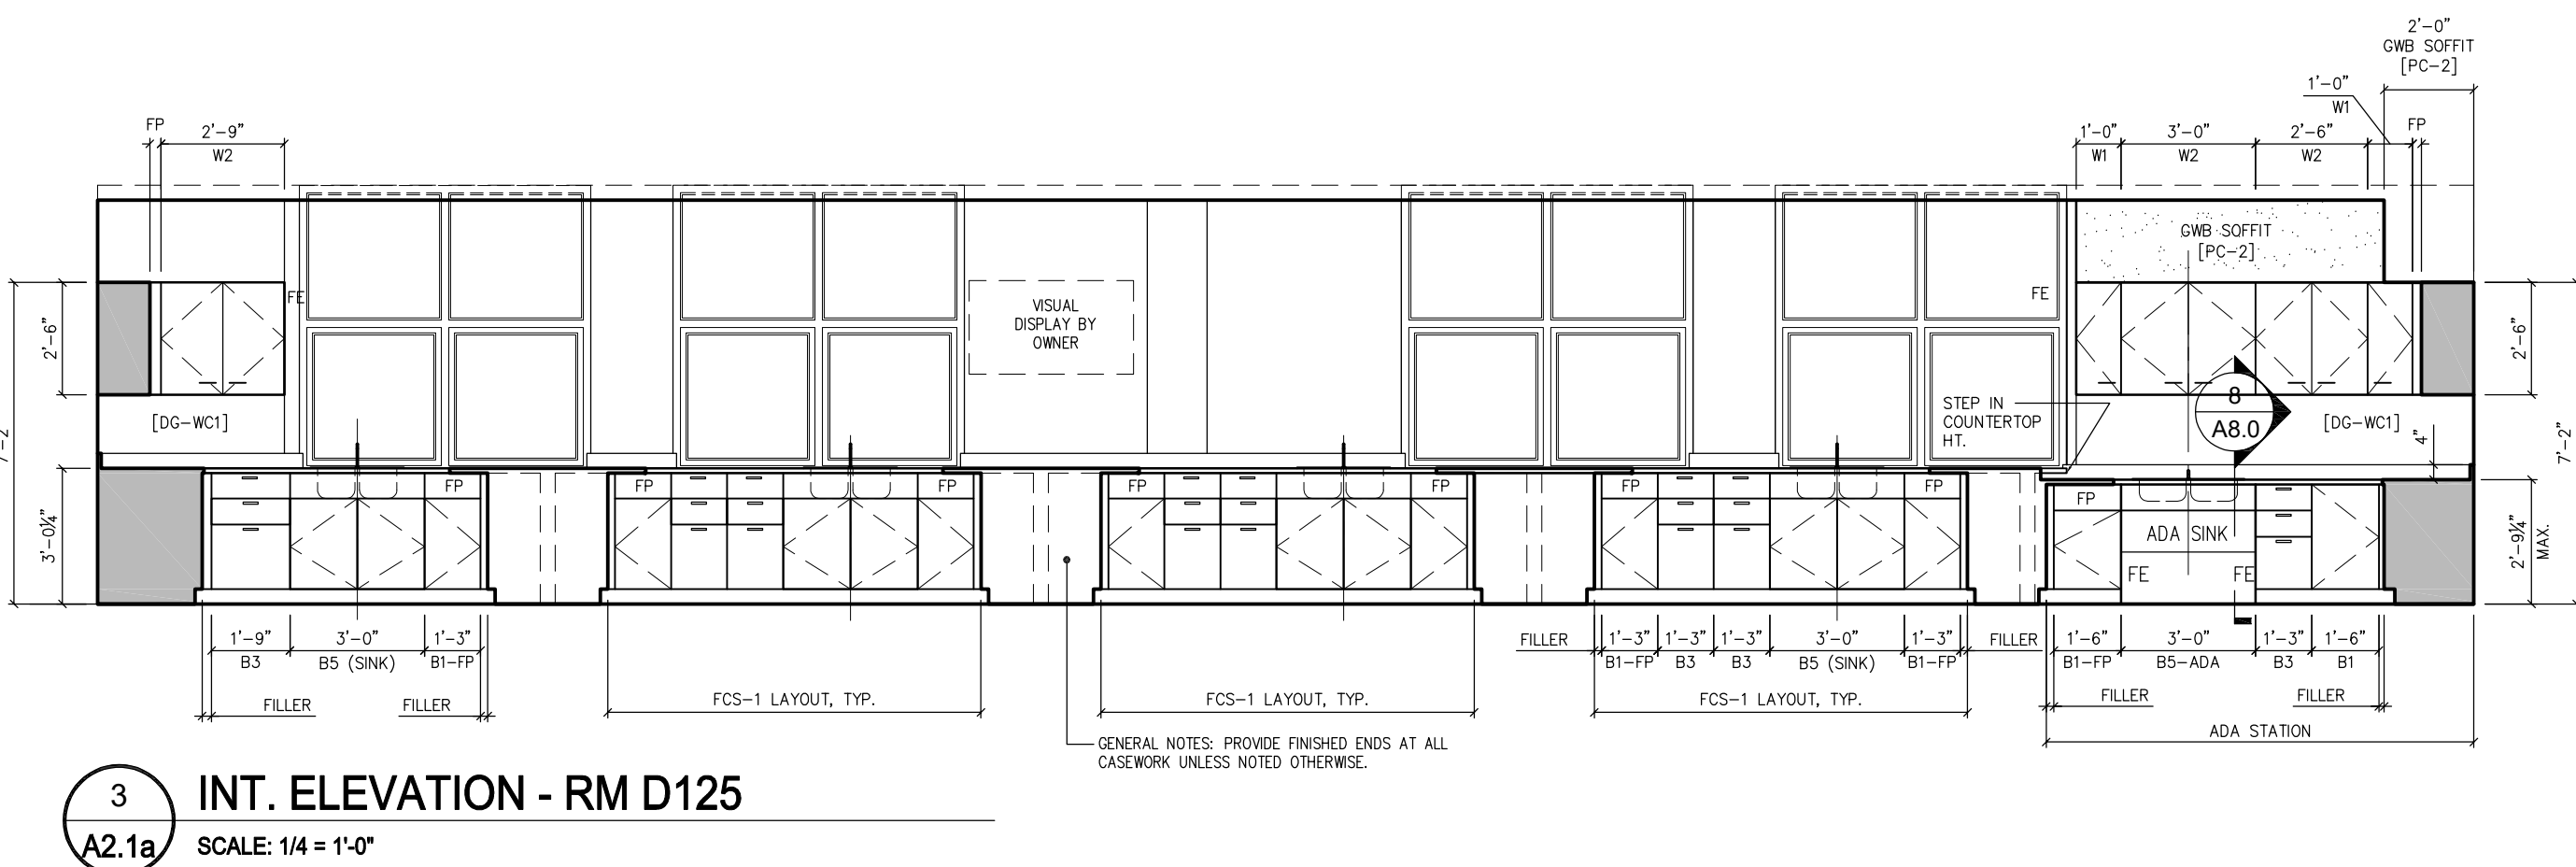 2'-0"
GWB SOFFIT
[PC-2]
1'-0"
W1
FP
2'-9"
W2
1'-0"
3'-0"
2'-6"
FP
W1
W2
W2
GWB SOFFIT
[PC-2]
FE
FE
VISUAL
DISPLAY BY
OWNER
2'-6"
2'-6"
7'-2"
7'-2"
STEP IN
COUNTERTOP
HT.
8
A8.0
[DG-WC1]
[DG-WC1]
4"
FP
FP
FP
FP
FP
FP
FP
FP
3'-0¼"
ADA SINK
2'-9¼"
MAX.
FE
FE
1'-9"
3'-0"
1'-3"
B3
B5 (SINK)
B1-FP
FILLER
1'-3"
1'-3"
1'-3"
3'-0"
1'-3"
FILLER
B1-FP
B3
B3
B5 (SINK)
B1-FP
1'-6"
3'-0"
1'-3"
1'-6"
B1-FP
B5-ADA
B3
B1
FILLER
FILLER
FCS-1 LAYOUT, TYP.
FCS-1 LAYOUT, TYP.
FCS-1 LAYOUT, TYP.
FILLER
FILLER
ADA STATION
GENERAL NOTES: PROVIDE FINISHED ENDS AT ALL
CASEWORK UNLESS NOTED OTHERWISE.
3
A2.1a
INT. ELEVATION - RM D125
SCALE: 1/4 = 1'-0"